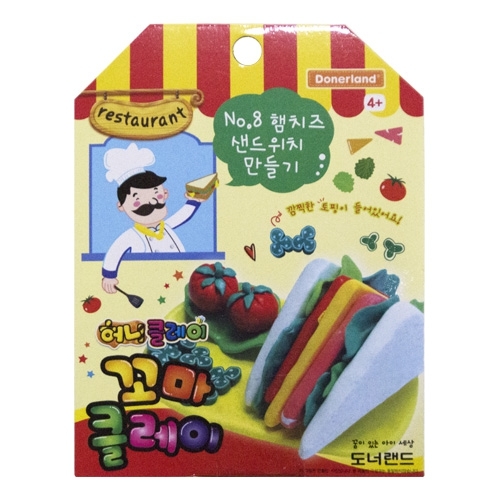 Donerland
4+
restaurant
No.8 햄치즈
샌드위치
만들기
깜찍한 토핑이 들어있어요!
허니 클레이
꼬마
클레이
꿈이 있는 아이 세상
도너랜드